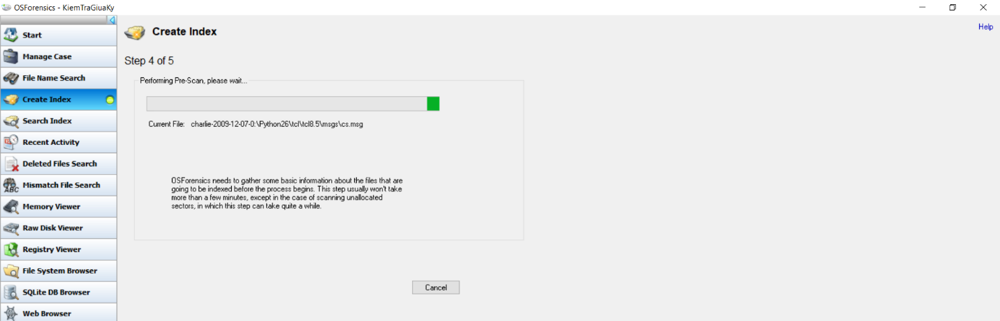 OSForensics - KiemTraGiuaKy
Start
Manage Case
File Name Search
Create Index
Search Index
Recent Activity
Deleted Files Search
Mismatch File Search
Memory Viewer
Raw Disk Viewer
Registry Viewer
File System Browser
SQLite DB Browser
Web Browser
Create Index
Help
Step 4 of 5
Performing Pre-Scan, please wait...
Current File: charlie-2009-12-07-0:\Python26\tcl\tcl8.5\msgs\cs.msg
OSForensics needs to gather some basic information about the files that are
going to be indexed before the process begins. This step usually won't take
more than a few minutes, except in the case of scanning unallocated
sectors, in which this step can take quite a while.
Cancel